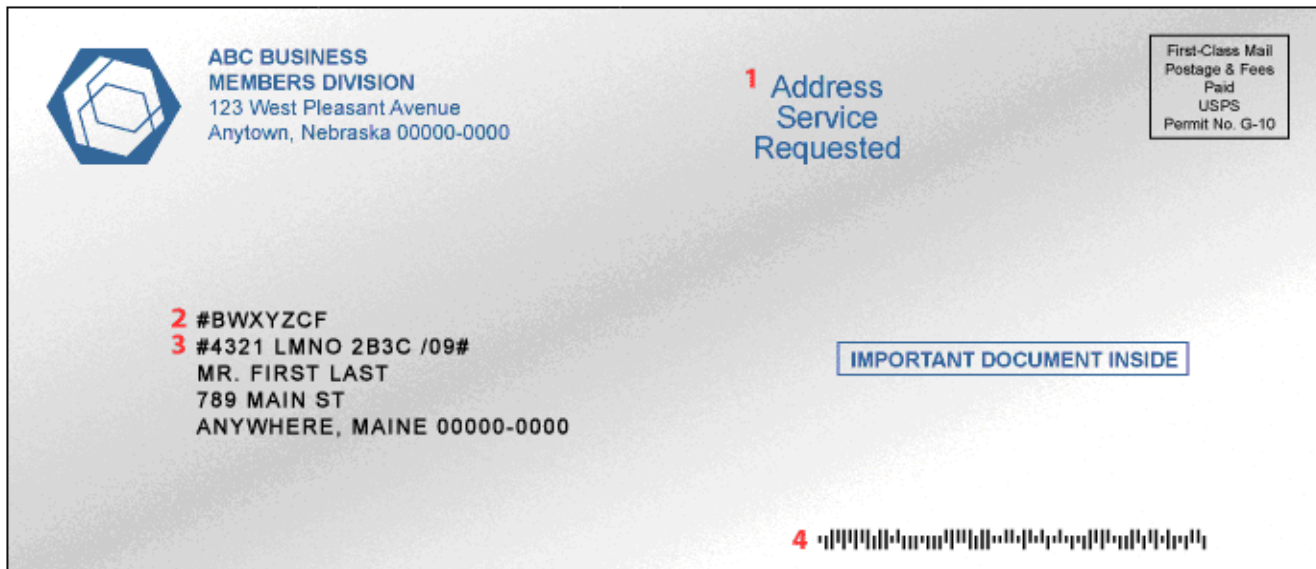 ABC BUSINESS
MEMBERS DIVISION
123 West Pleasant Avenue
Anytown, Nebraska 00000-0000
1 Address
Service
Requested
First-Class Mail
Postage & Fees
Paid
USPS
Permit No. G-10
2 #BWXYZCF
3 #4321 LMNO 2B3C /09#
MR. FIRST LAST
789 MAIN ST
ANYWHERE, MAINE 00000-0000
IMPORTANT DOCUMENT INSIDE
4